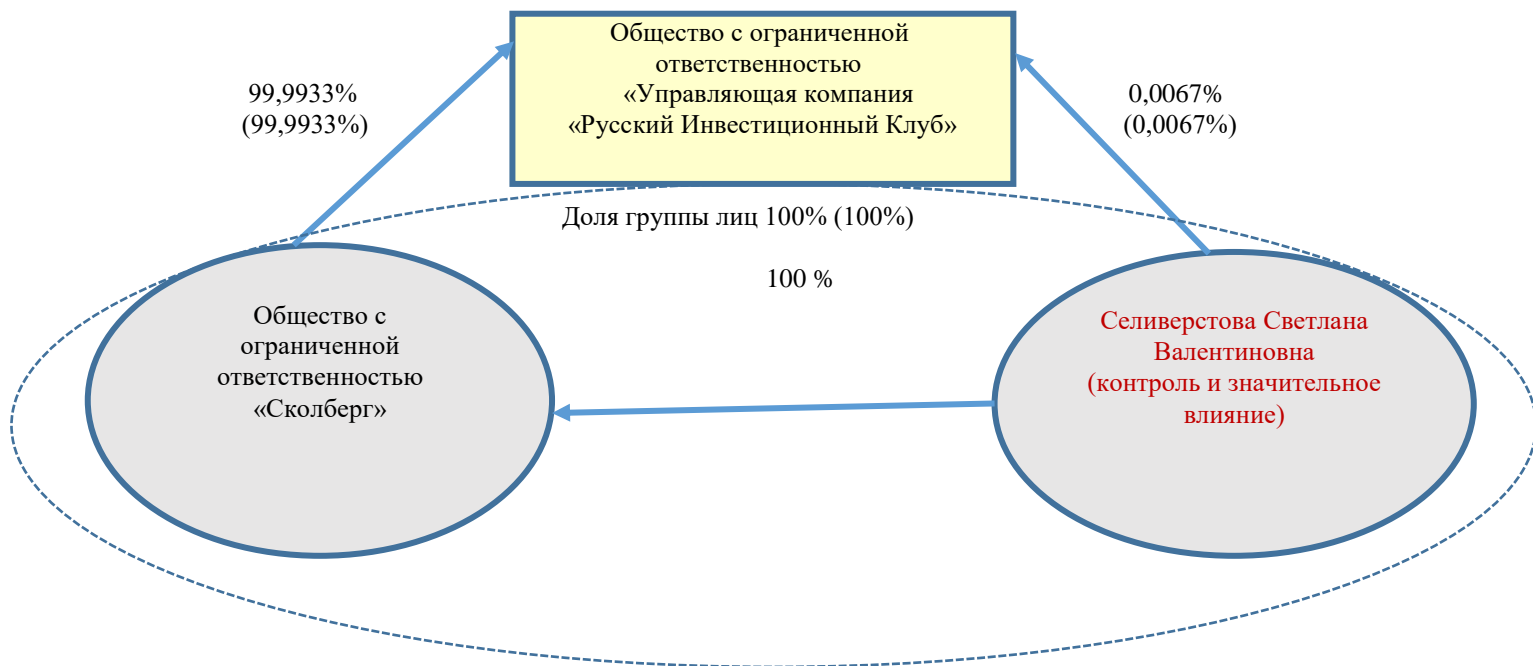 Общество с ограниченной
ответственностью
«Управляющая компания
«Русский Инвестиционный Клуб»
99,9933%
(99,9933%)
0,0067%
(0,0067%)
Доля группы лиц 100% (100%)
100 %
Общество с
ограниченной
ответственностью
«Сколберг»
Селиверстова Светлана
Валентиновна
(контроль и значительное
влияние)